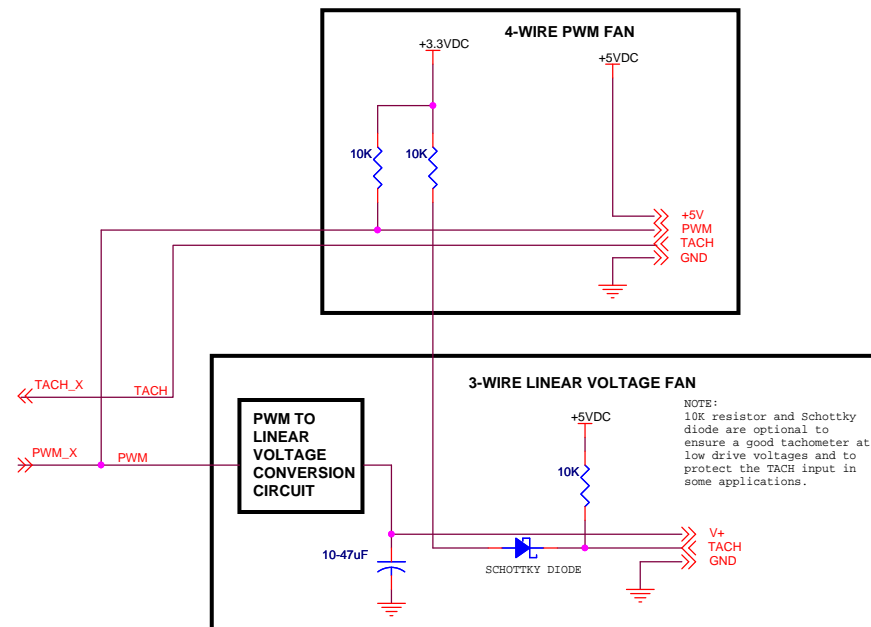 4-WIRE PWM FAN
+3.3VDC
+5VDC
10K
10K
+5V
PWM
TACH
GND
3-WIRE LINEAR VOLTAGE FAN
TACH_X
TACH
PWM_X
PWM
PWM TO
LINEAR
VOLTAGE
CONVERSION
CIRCUIT
+5VDC
10K
NOTE:
10K resistor and Schottky
diode are optional to
ensure a good tachometer at
low drive voltages and to
protect the TACH input in
some applications.
V+
TACH
GND
10-47uF
SCHOTTKY DIODE